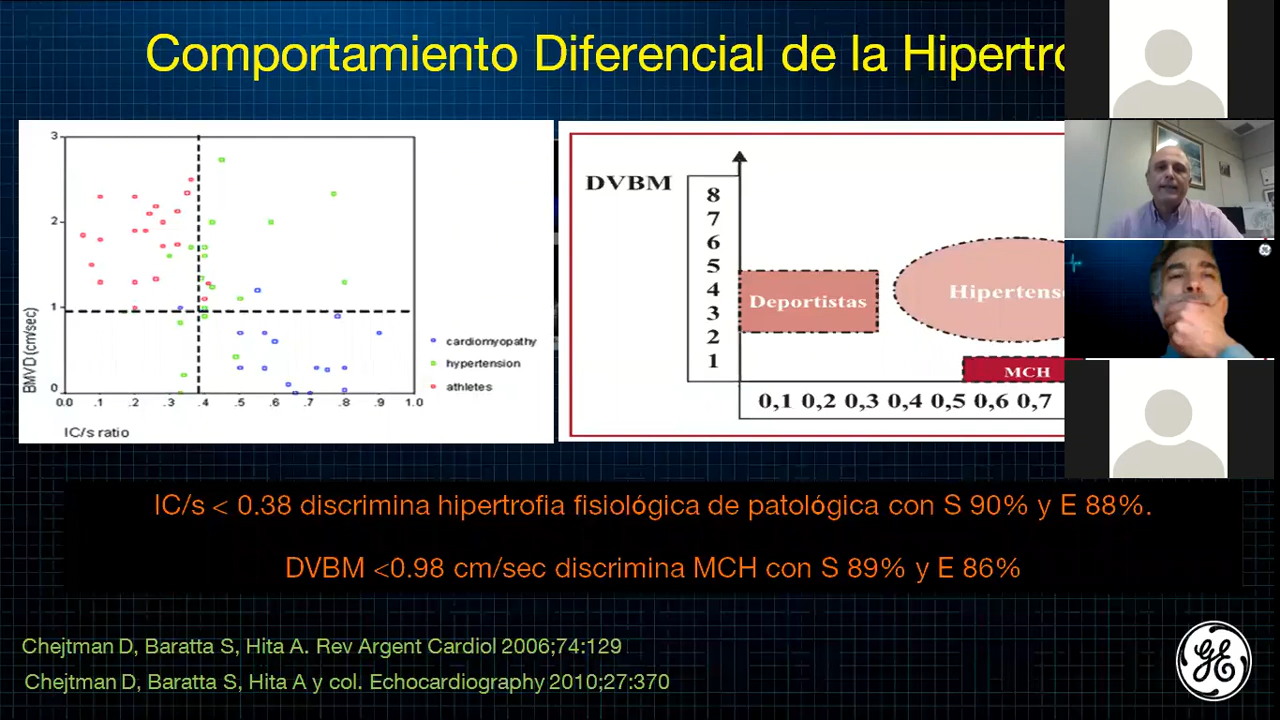 Comportamiento Diferencial de la Hipertro
3
2
1
0
BMVD (cm/sec)
0.0 .1 .2 .3 .4 .5 .6 .7 .8 .9 1.0
IC/s ratio
cardiomyopathy
hypertension
athletes
DVBM
8
7
6
5
4
3
2
1
Deportistas
Hipertens
MCH
0,1 0,2 0,3 0,4 0,5 0,6 0,7
IC/s < 0.38 discrimina hipertrofia fisiológica de patológica con S 90% y E 88%.
DVBM <0.98 cm/sec discrimina MCH con S 89% y E 86%
Chejtman D, Baratta S, Hita A. Rev Argent Cardiol 2006;74:129
Chejtman D, Baratta S, Hita A y col. Echocardiography 2010;27:370
GE